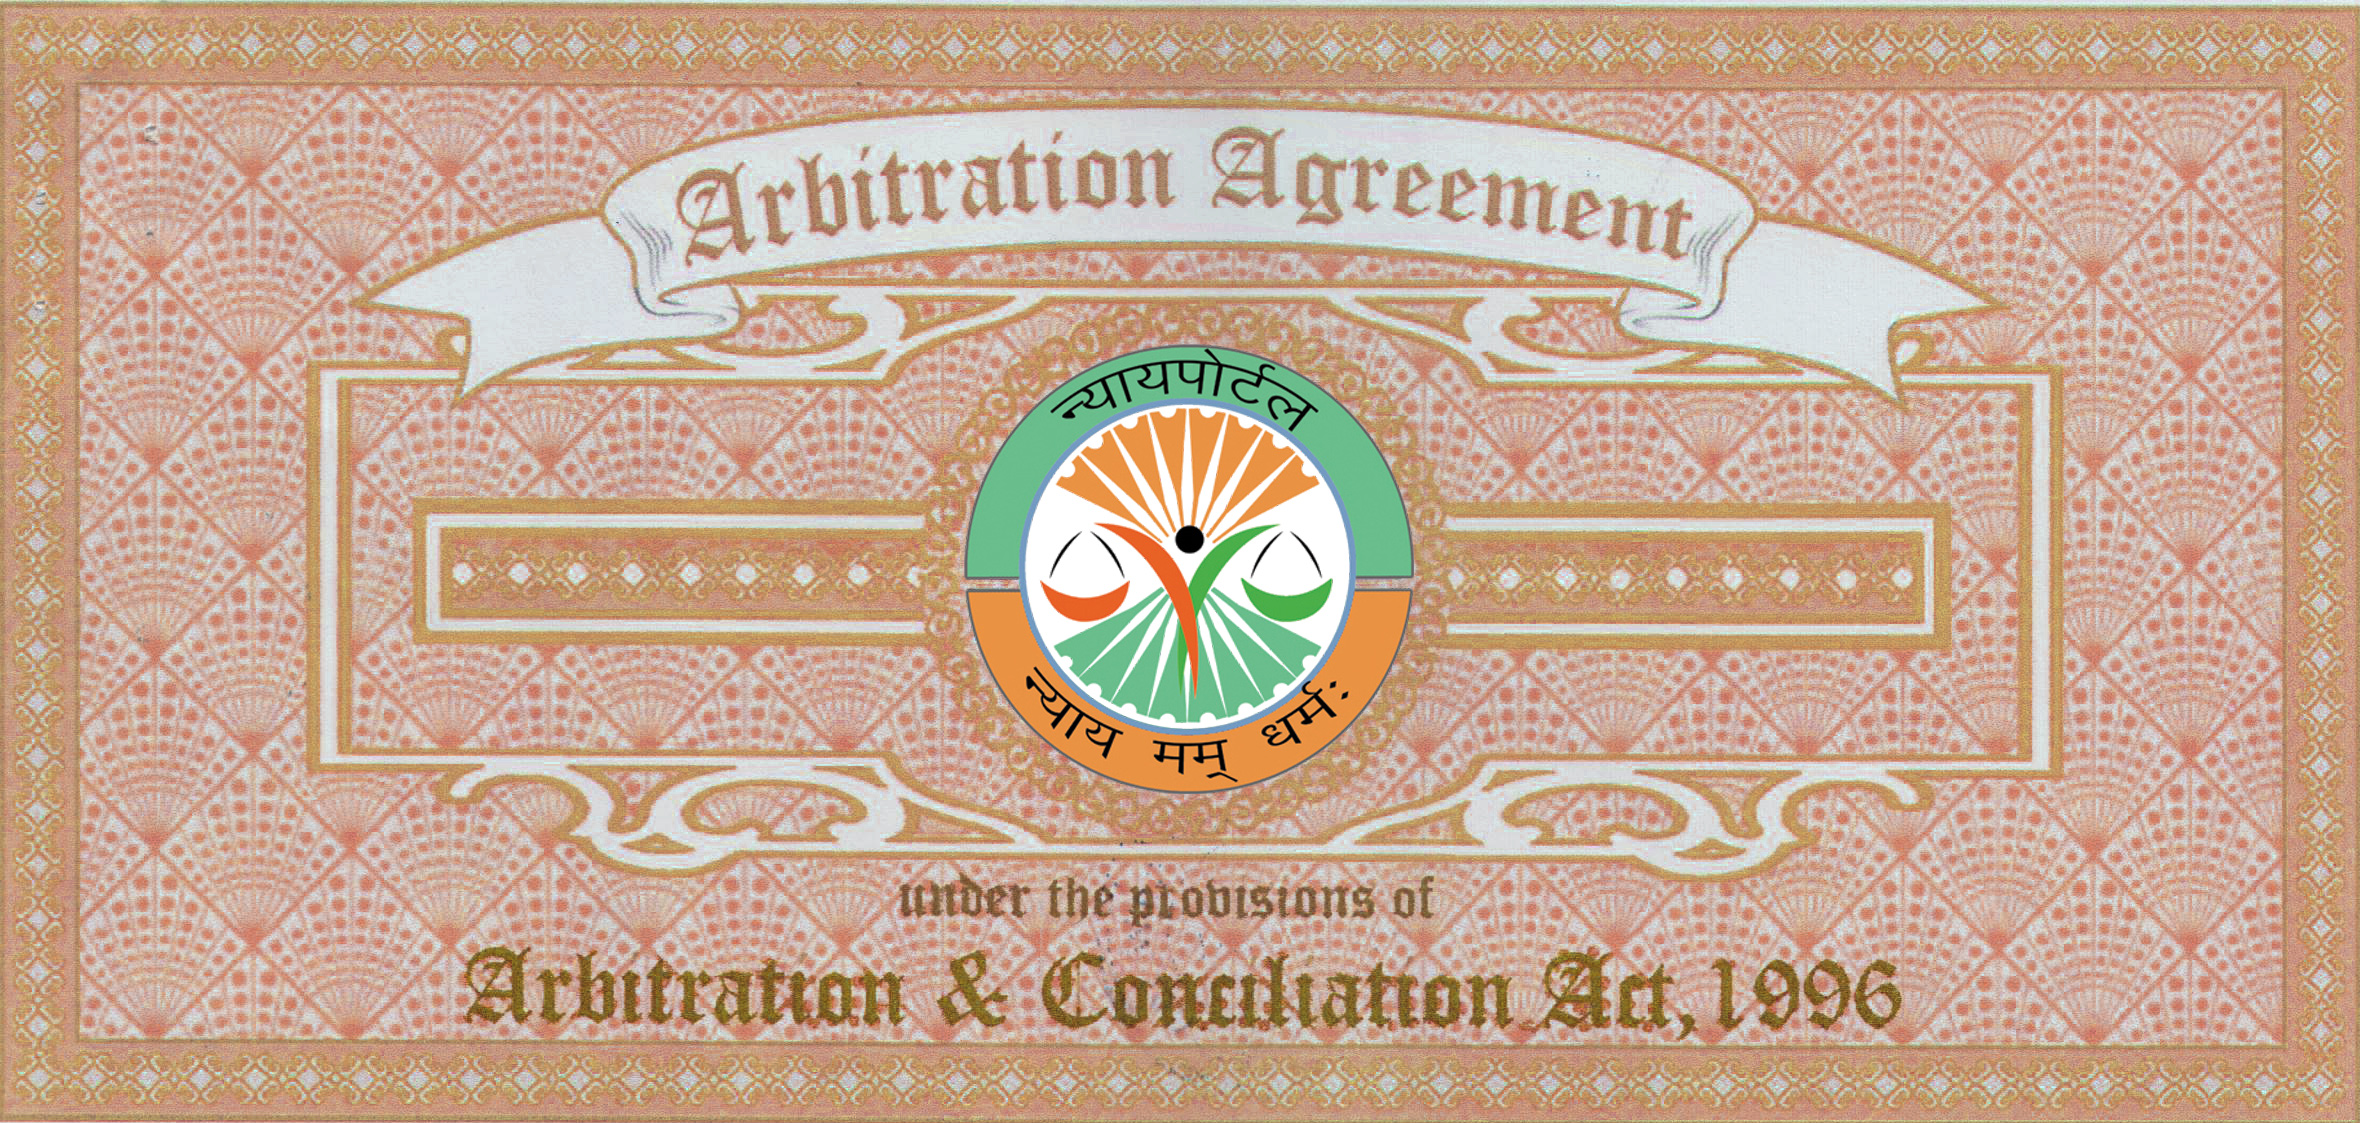 Arbitration Agreement
न्यायपोर्टल
न्याय मम् धर्मः
under the provisions of
Arbitration & Conciliation Act, 1996